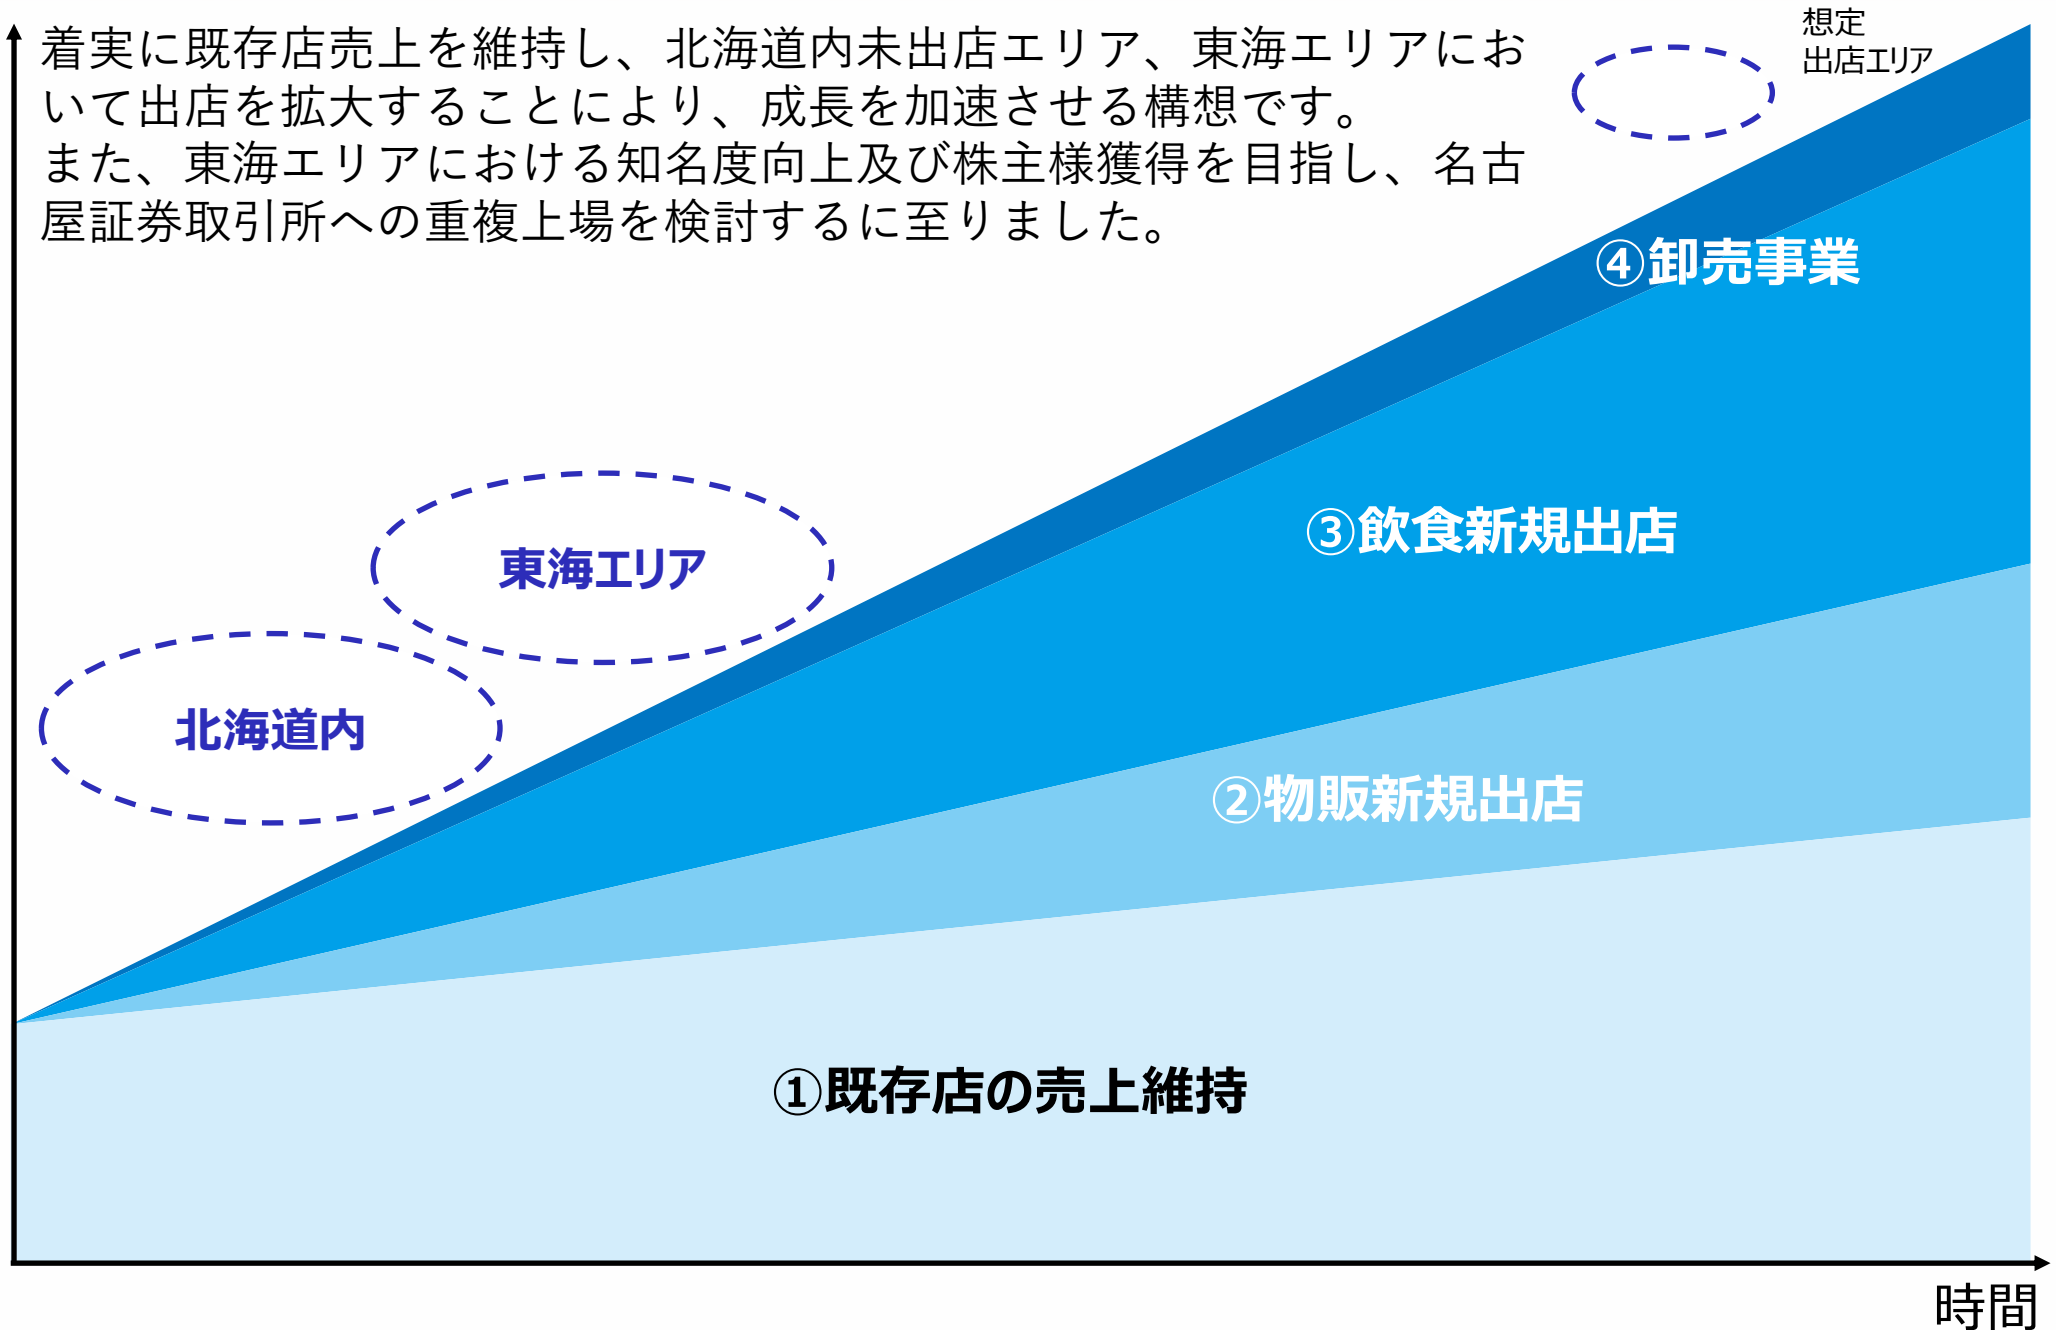 着実に既存店売上を維持し、北海道内未出店エリア、東海エリアにお
いて出店を拡大することにより、成長を加速させる構想です。
また、東海エリアにおける知名度向上及び株主様獲得を目指し、名古
屋証券取引所への重複上場を検討するに至りました。
想定
出店エリア
④卸売事業
③飲食新規出店
東海エリア
北海道内
②物販新規出店
①既存店の売上維持
時間